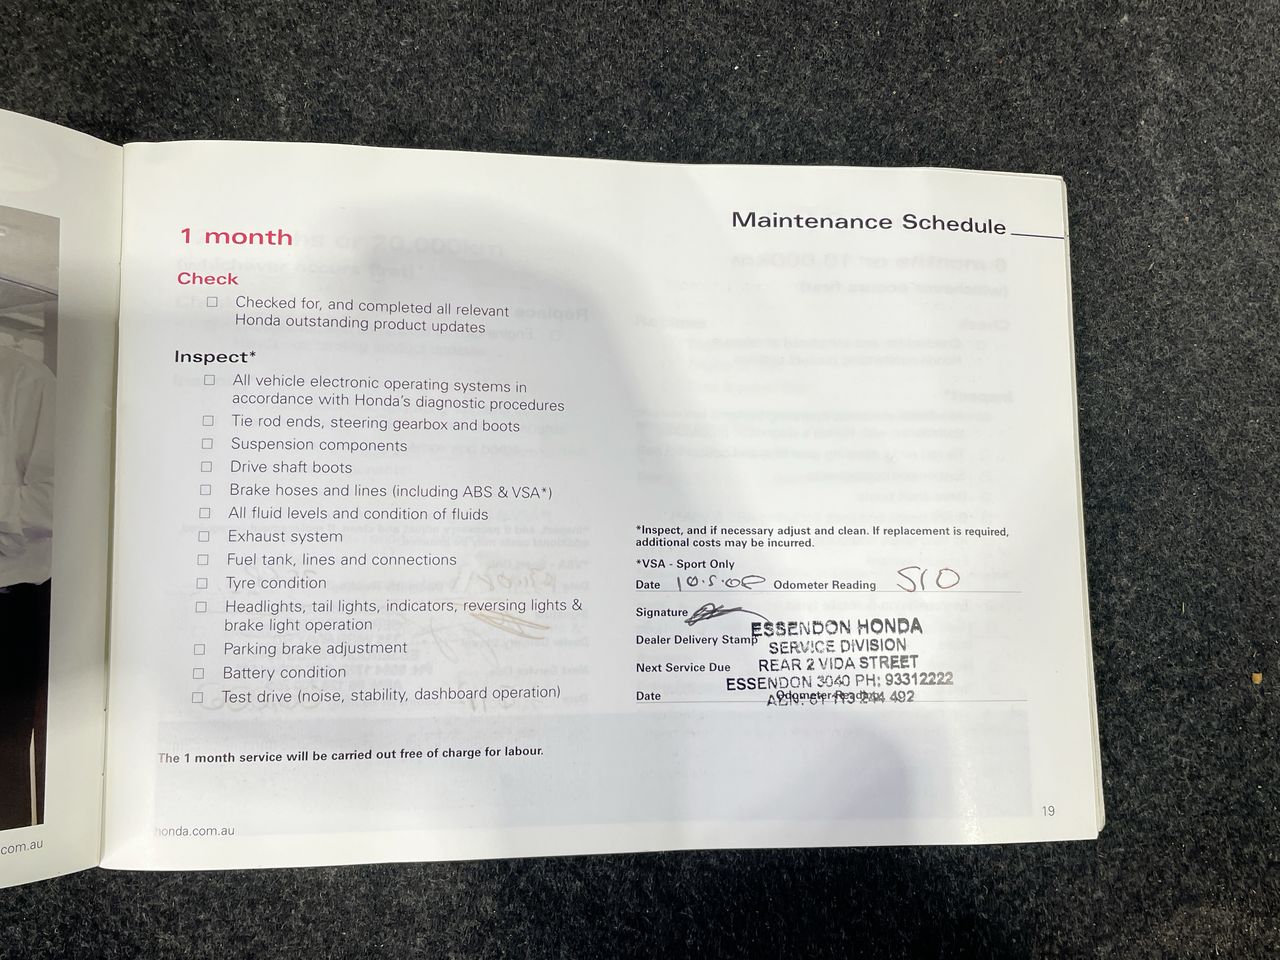 Maintenance Schedule
1 month
Check
Checked for, and completed all relevant
Honda outstanding product updates
Inspect*
All vehicle electronic operating systems in
accordance with Honda's diagnostic procedures
Tie rod ends, steering gearbox and boots
Suspension components
Drive shaft boots
Brake hoses and lines (including ABS & VSA*)
All fluid levels and condition of fluids
Exhaust system
Fuel tank, lines and connections
Tyre condition
Headlights, tail lights, indicators, reversing lights &
brake light operation
Parking brake adjustment
Battery condition
Test drive (noise, stability, dashboard operation)
The 1 month service will be carried out free of charge for labour.
*Inspect, and if necessary adjust and clean. If replacement is required,
additional costs may be incurred.
*VSA - Sport Only
Date 10.5.08 Odometer Reading 510
Signature
Dealer Delivery Stamp
ESSENDON HONDA
SERVICE DIVISION
REAR 2 VIDA STREET
ESSENDON 3040 PH: 93312222
Next Service Due
Date Odometer Reading
honda.com.au
19
com.au